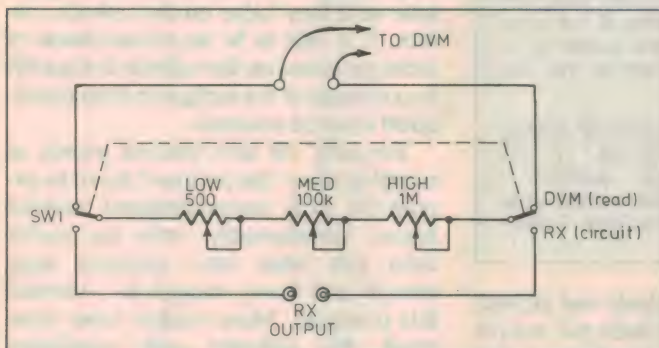 TO DVM
LOW
500
MED
100k
HIGH
1M
SW1
DVM (read)
RX (circuit)
RX
OUTPUT